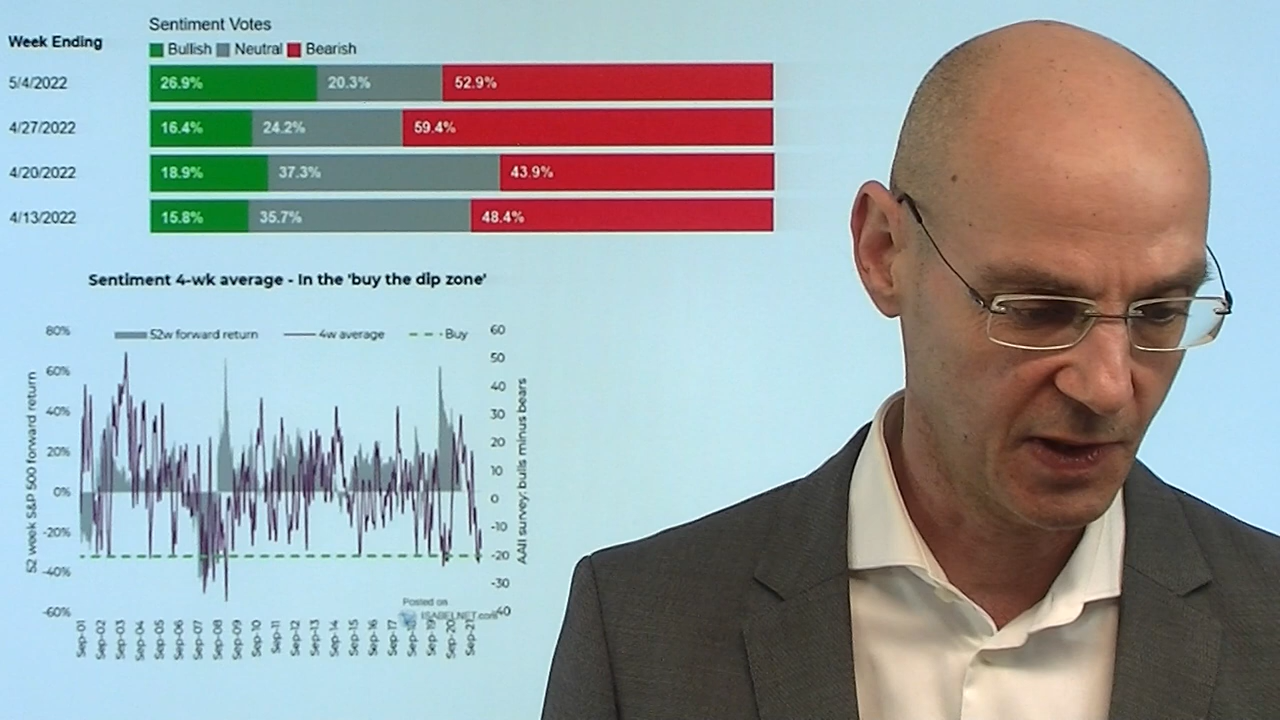 Sentiment Votes
Week Ending
Bullish Neutral Bearish
5/4/2022 26.9% 20.3% 52.9%
4/27/2022 16.4% 24.2% 59.4%
4/20/2022 18.9% 37.3% 43.9%
4/13/2022 15.8% 35.7% 48.4%
Sentiment 4-wk average - In the 'buy the dip zone'
52w forward return 4w average Buy
80% 60
60% 50
40% 40
20% 30
0% 20
-20% 10
-40% 0
-60% -10
-20
-30
-40
52 week S&P 500 forward return
AAII survey: bulls minus bears
Posted on
ISABELNET.com
Sep-01 Sep-02 Sep-03 Sep-04 Sep-05 Sep-06 Sep-07 Sep-08 Sep-09 Sep-10 Sep-11 Sep-12 Sep-13 Sep-14 Sep-15 Sep-16 Sep-17 Sep-19 Sep-20 Sep-21